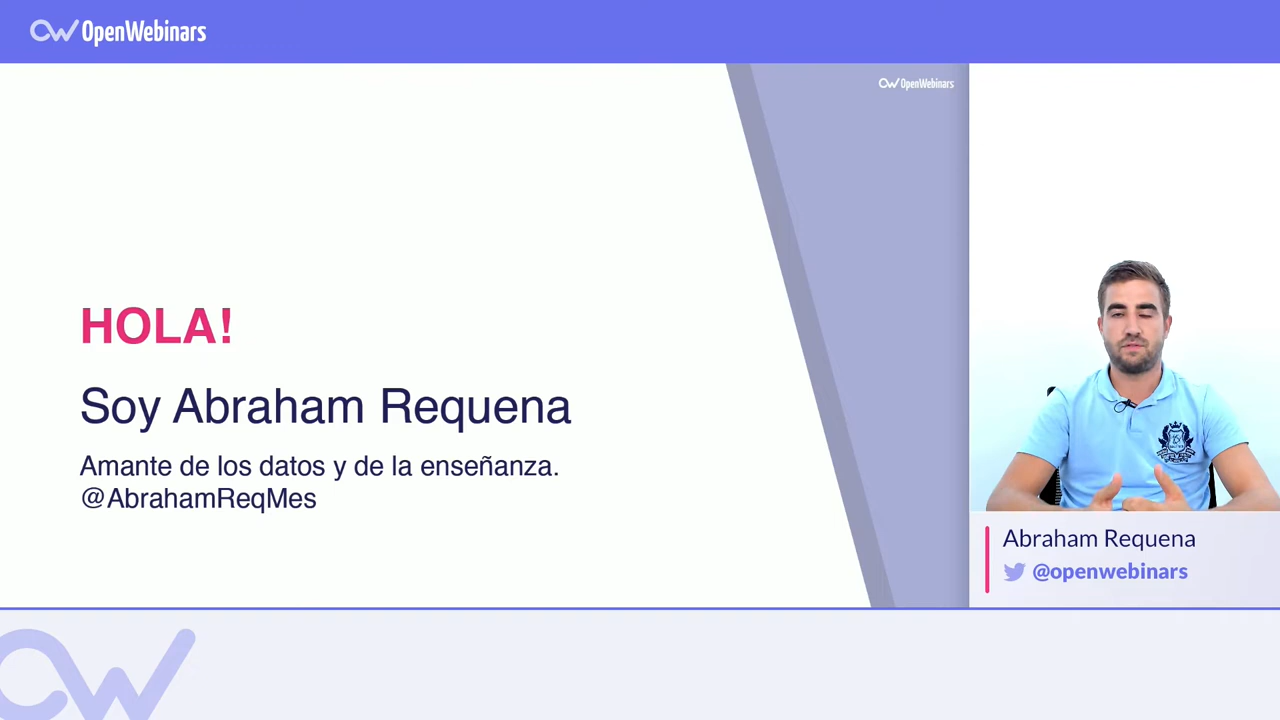 OpenWebinars
OpenWebinars
HOLA!
Soy Abraham Requena
Amante de los datos y de la enseñanza.
@AbrahamReqMes
Abraham Requena
@openwebinars